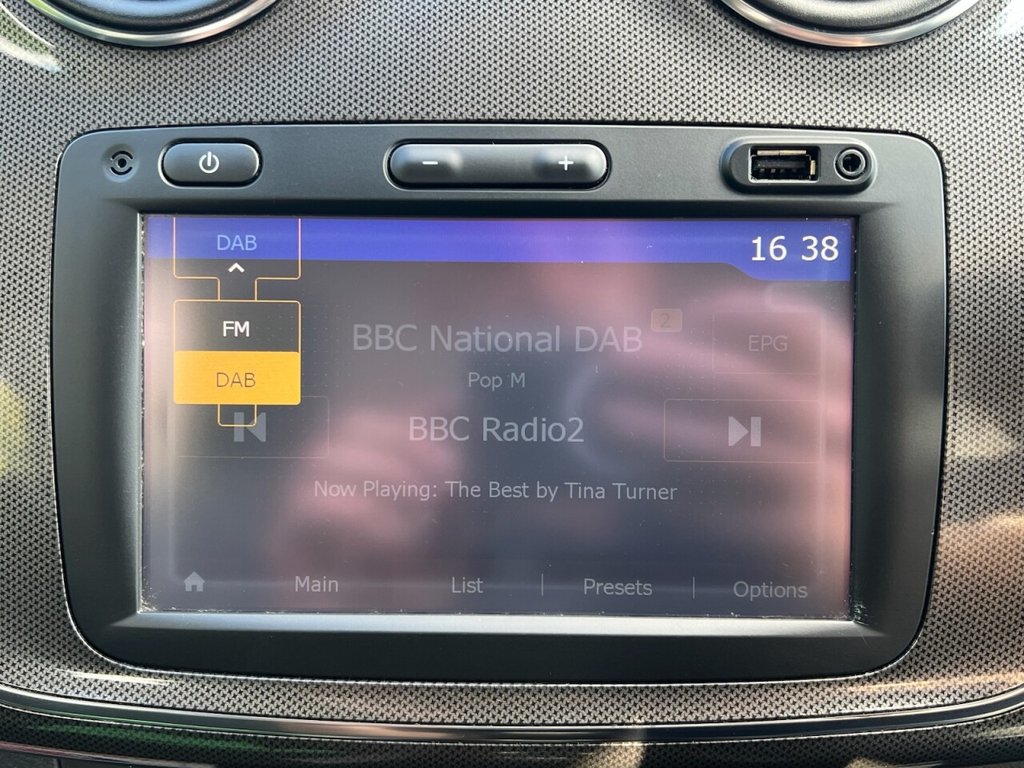 DAB
16 38
FM
DAB
BBC National DAB
2
EPG
Pop M
BBC Radio2
Now Playing: The Best by Tina Turner
Main
List
Presets
Options